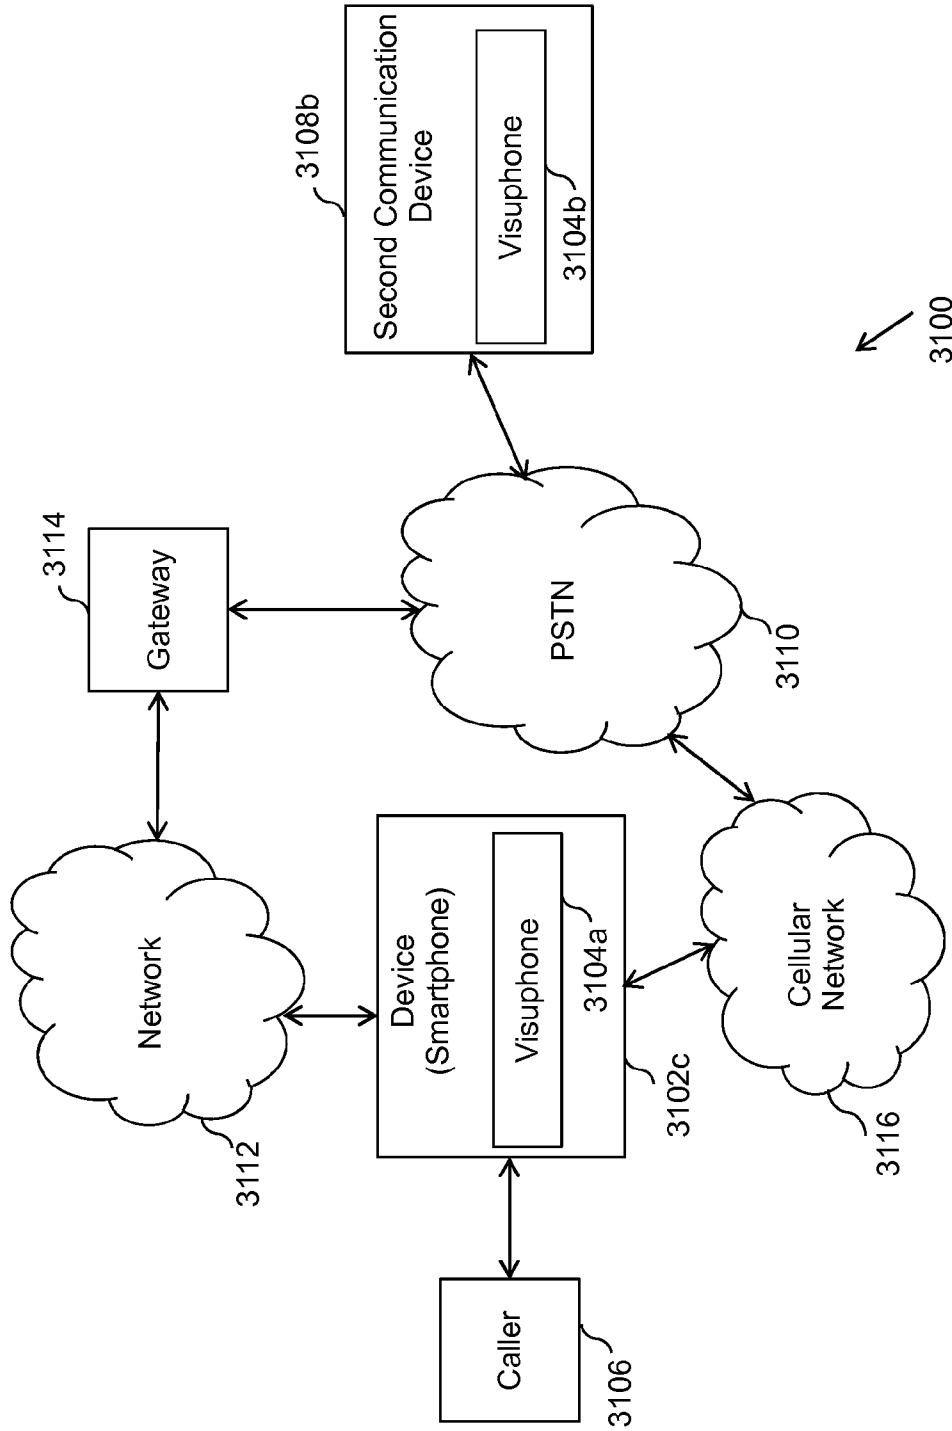 3108b
Second Communication
Device
Visuphone
3104b
3114
Gateway
PSTN
3110
3100
Network
3112
Device
(Smartphone)
Visuphone
3104a
3102c
Cellular
Network
3116
Caller
3106